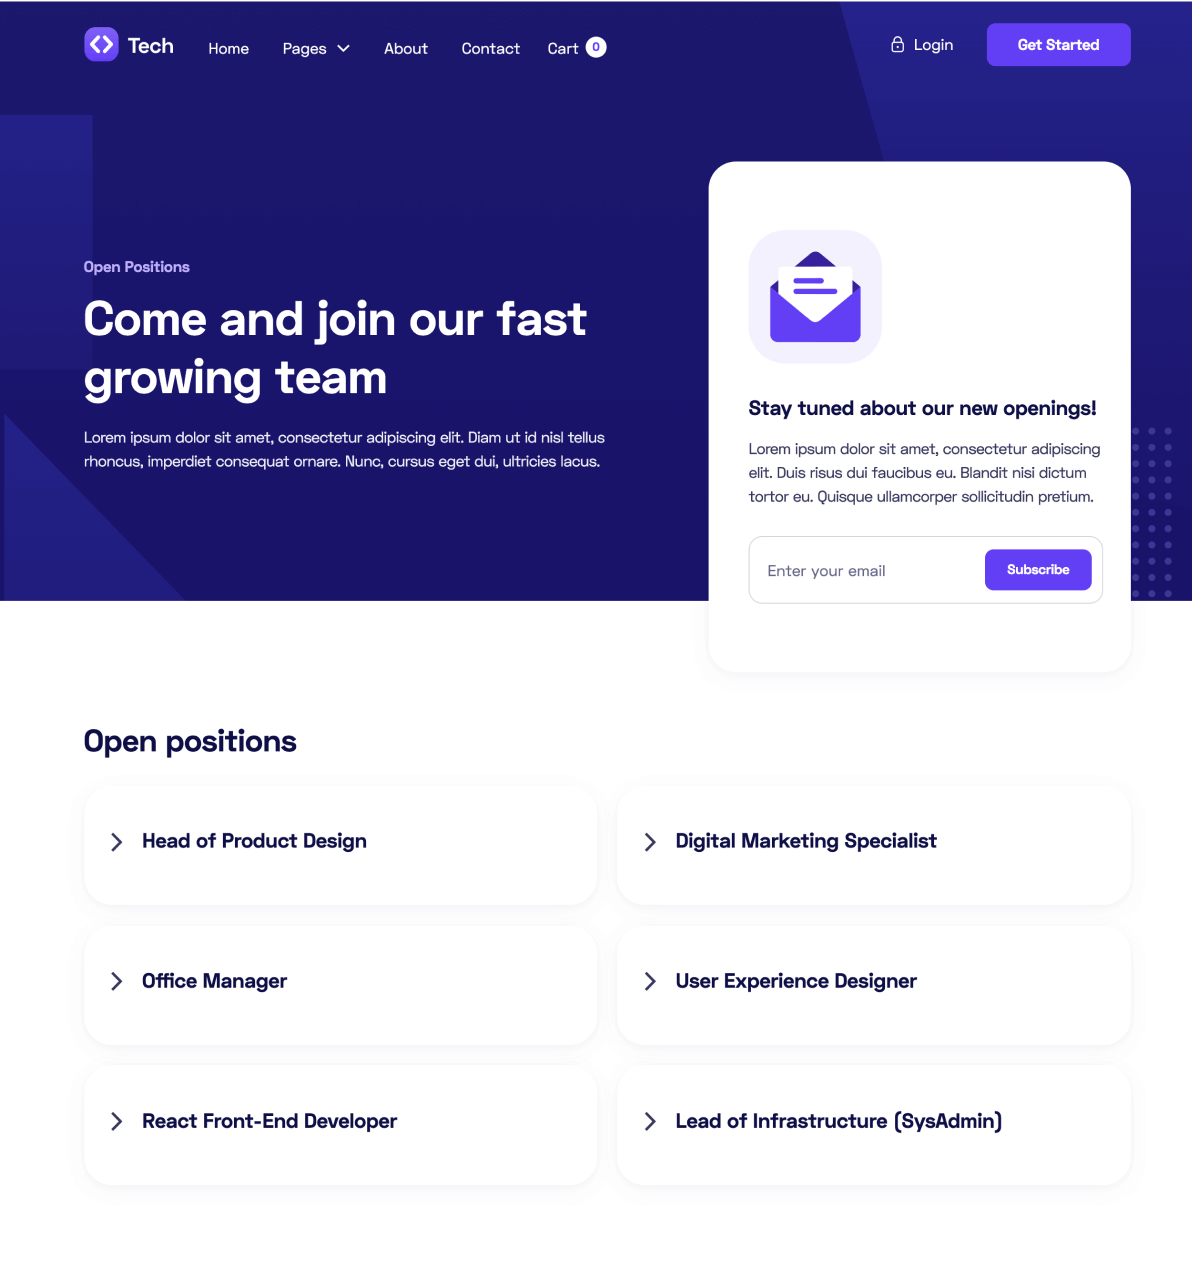 Tech
Home
Pages
About
Contact
Cart 0
Login
Get Started
Open Positions
Come and join our fast
growing team
Lorem ipsum dolor sit amet, consectetur adipiscing elit. Diam ut id nisl tellus
rhoncus, imperdiet consequat ornare. Nunc, cursus eget dui, ultricies lacus.
Stay tuned about our new openings!
Lorem ipsum dolor sit amet, consectetur adipiscing
elit. Duis risus dui faucibus eu. Blandit nisi dictum
tortor eu. Quisque ullamcorper sollicitudin pretium.
Enter your email
Subscribe
Open positions
Head of Product Design
Digital Marketing Specialist
Office Manager
User Experience Designer
React Front-End Developer
Lead of Infrastructure (SysAdmin)